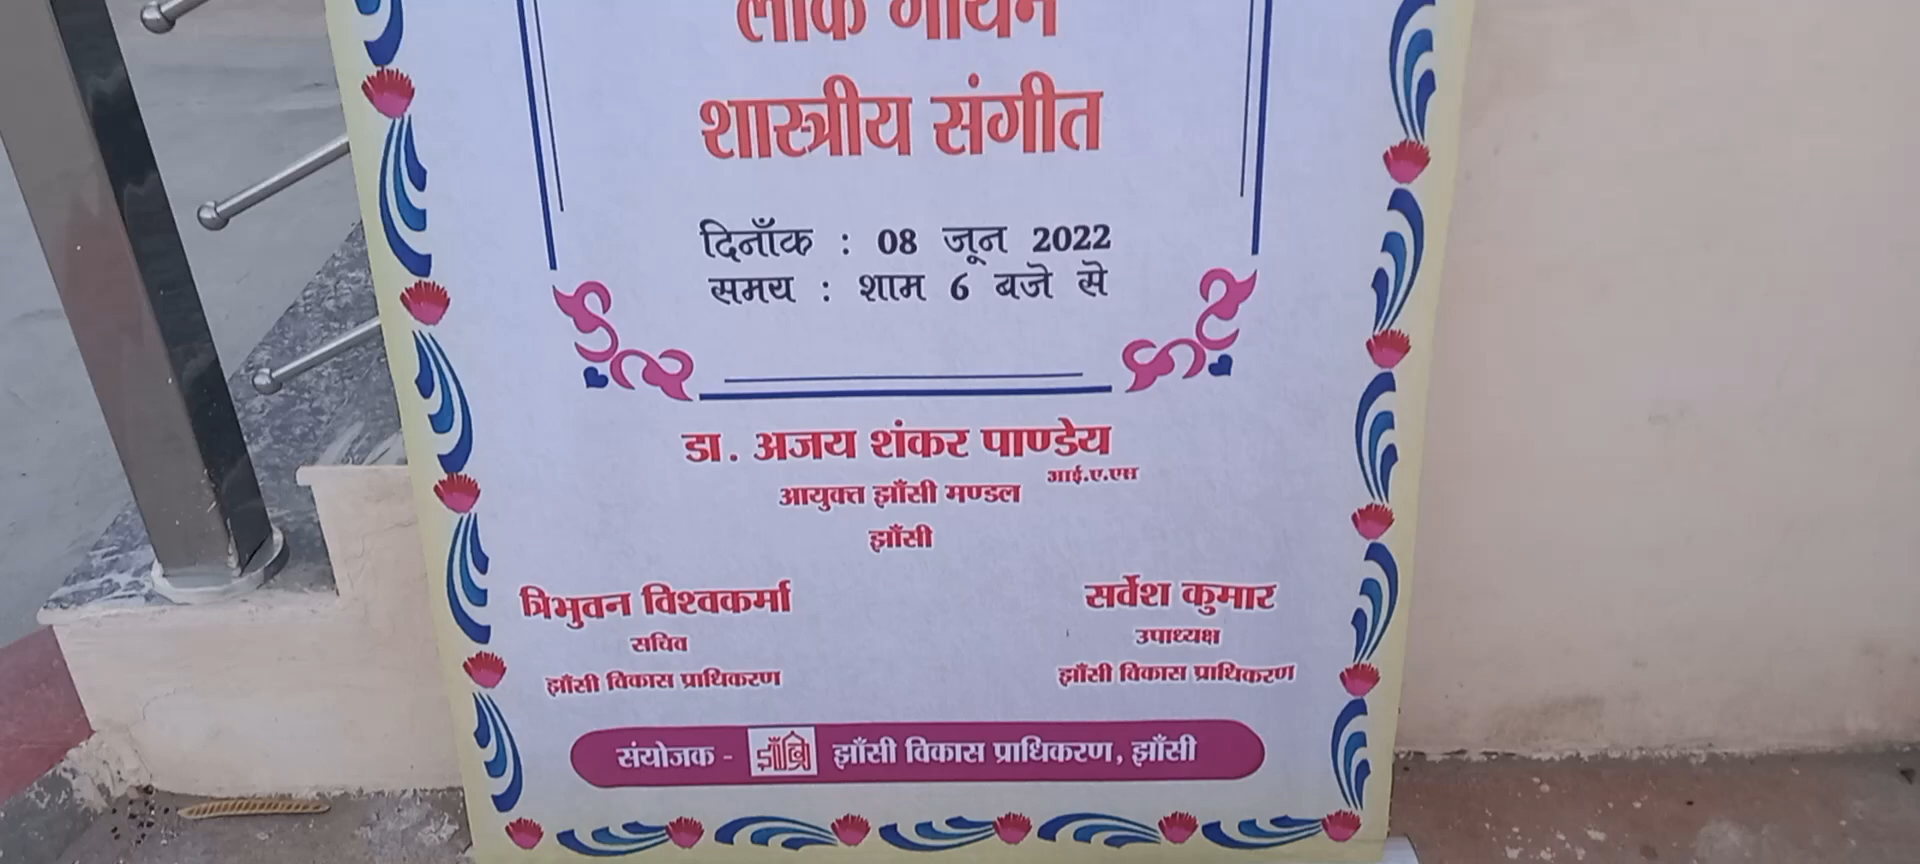 लोक गायन
शास्त्रीय संगीत
दिनाँक : 08 जून 2022
समय : शाम 6 बजे से
डा. अजय शंकर पाण्डेय
आई.ए.एस
आयुक्त झाँसी मण्डल
झाँसी
त्रिभुवन विश्वकर्मा
सचिव
झाँसी विकास प्राधिकरण
सर्वेश कुमार
उपाध्यक्ष
झाँसी विकास प्राधिकरण
संयोजक - झाँसी विकास प्राधिकरण, झाँसी